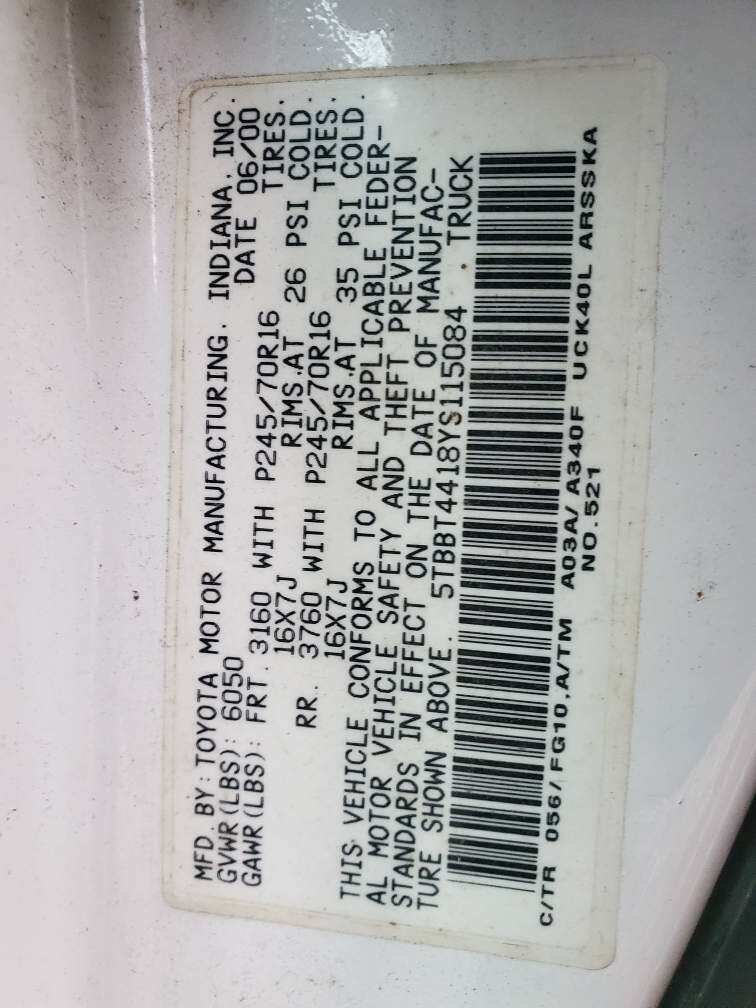 MFD. BY: TOYOTA MOTOR MANUFACTURING, INDIANA, INC.
GVWR(LBS): 6050 DATE 06/00
GAWR(LBS): FRT. 3160 WITH P245/70R16 TIRES.
16X7J RIMS.AT 26 PSI COLD.
RR. 3760 WITH P245/70R16 TIRES.
16X7J RIMS.AT 35 PSI COLD.
THIS VEHICLE CONFORMS TO ALL APPLICABLE FEDER-
AL MOTOR VEHICLE SAFETY AND THEFT PREVENTION
STANDARDS IN EFFECT ON THE DATE OF MANUFAC-
TURE SHOWN ABOVE. 5TBBT4418YS115084 . TRUCK
C/TR 056/ FG10,A/TM A03A/ A340F UCK40L ARSSKA
NO.521